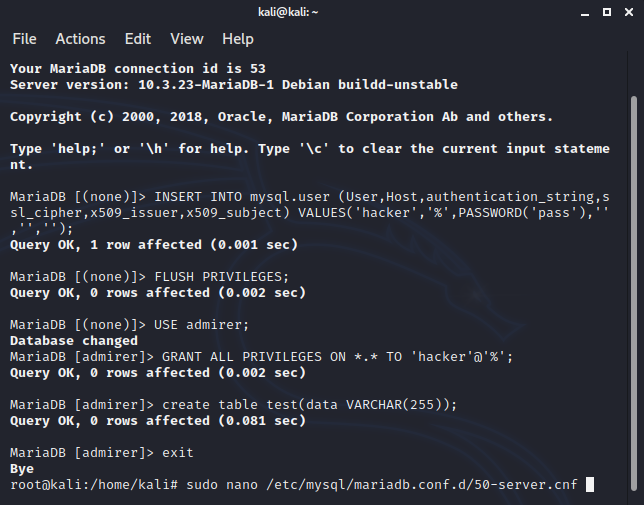 kali@kali: ~
File Actions Edit View Help
Your MariaDB connection id is 53
Server version: 10.3.23-MariaDB-1 Debian buildd-unstable
Copyright (c) 2000, 2018, Oracle, MariaDB Corporation Ab and others.
Type 'help;' or '\h' for help. Type '\c' to clear the current input stateme
nt.
MariaDB [(none)]> INSERT INTO mysql.user (User,Host,authentication_string,s
sl_cipher,x509_issuer,x509_subject) VALUES('hacker','%',PASSWORD('pass'),''
,'','');
Query OK, 1 row affected (0.001 sec)
MariaDB [(none)]> FLUSH PRIVILEGES;
Query OK, 0 rows affected (0.002 sec)
MariaDB [(none)]> USE admirer;
Database changed
MariaDB [admirer]> GRANT ALL PRIVILEGES ON *.* TO 'hacker'@'%';
Query OK, 0 rows affected (0.002 sec)
MariaDB [admirer]> create table test(data VARCHAR(255));
Query OK, 0 rows affected (0.081 sec)
MariaDB [admirer]> exit
Bye
root@kali:/home/kali# sudo nano /etc/mysql/mariadb.conf.d/50-server.cnf